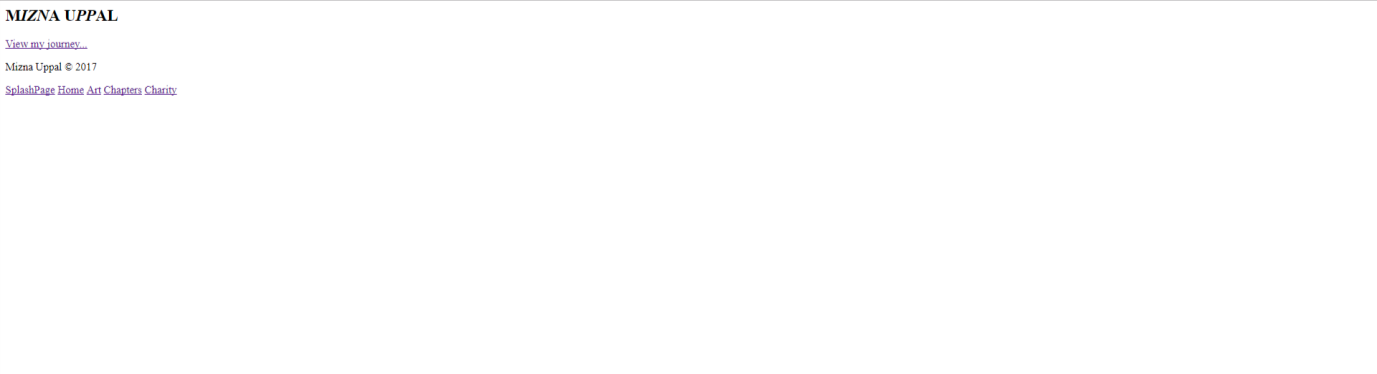 MIZNA UPPAL
View my journey...
Mizna Uppal © 2017
SplashPage Home Art Chapters Charity